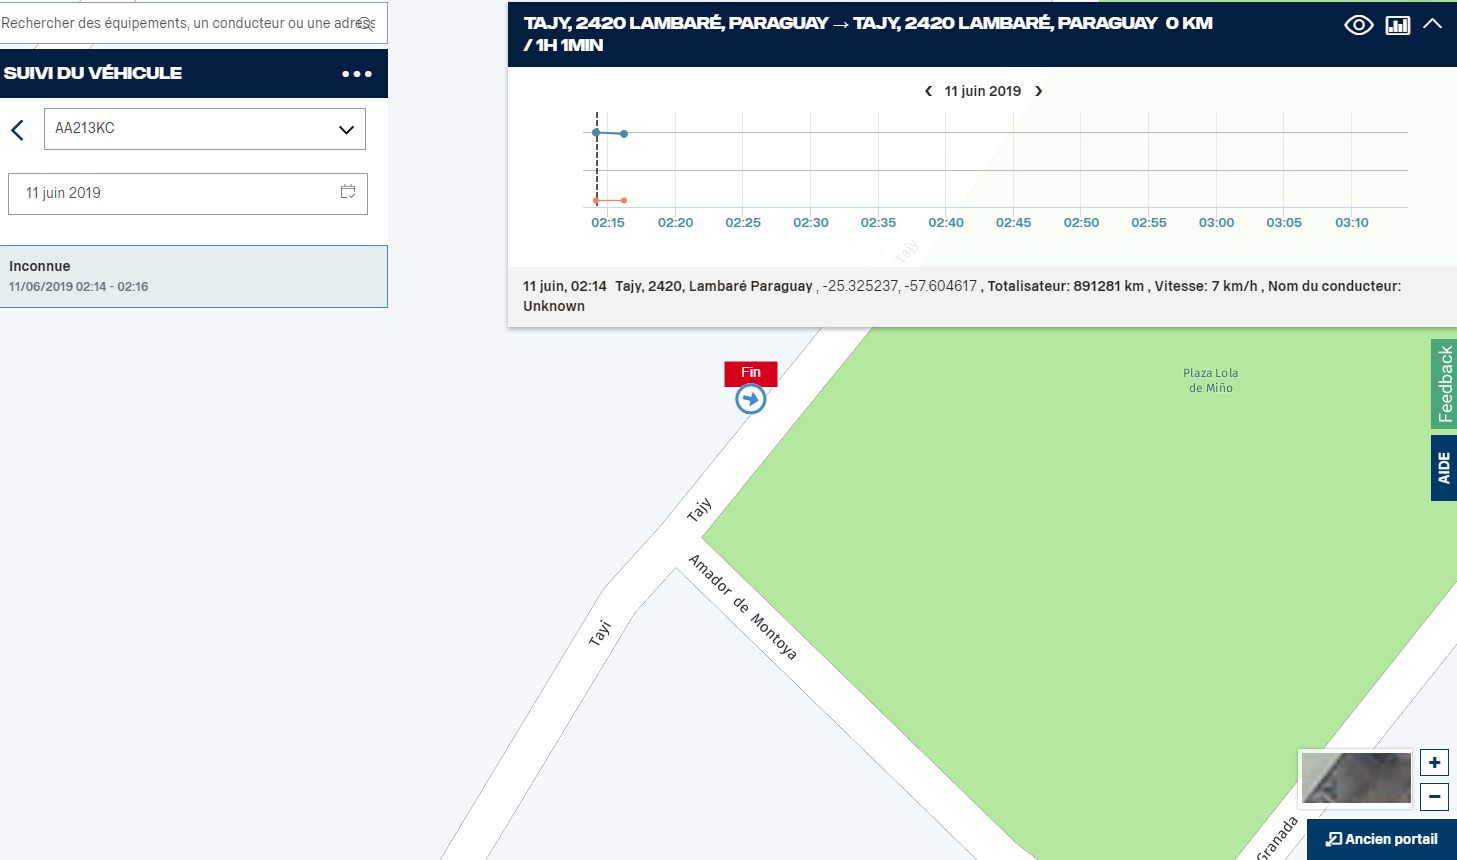 Rechercher des équipements, un conducteur ou une adres
SUIVI DU VÉHICULE
AA213KC
11 juin 2019
Inconnue
11/06/2019 02:14 - 02:16
TAJY, 2420 LAMBARÉ, PARAGUAY → TAJY, 2420 LAMBARÉ, PARAGUAY 0 KM
/ 1H 1MIN
11 juin 2019
02:15 02:20 02:25 02:30 02:35 02:40 02:45 02:50 02:55 03:00 03:05 03:10
Tajy
11 juin, 02:14 Tajy, 2420, Lambaré Paraguay , -25.325237, -57.604617 , Totalisateur: 891281 km , Vitesse: 7 km/h , Nom du conducteur:
Unknown
Fin
Plaza Lola
de Miño
Feedback
AIDE
Tajy
Amador de Montoya
Tayi
Granada
+
−
Ancien portail